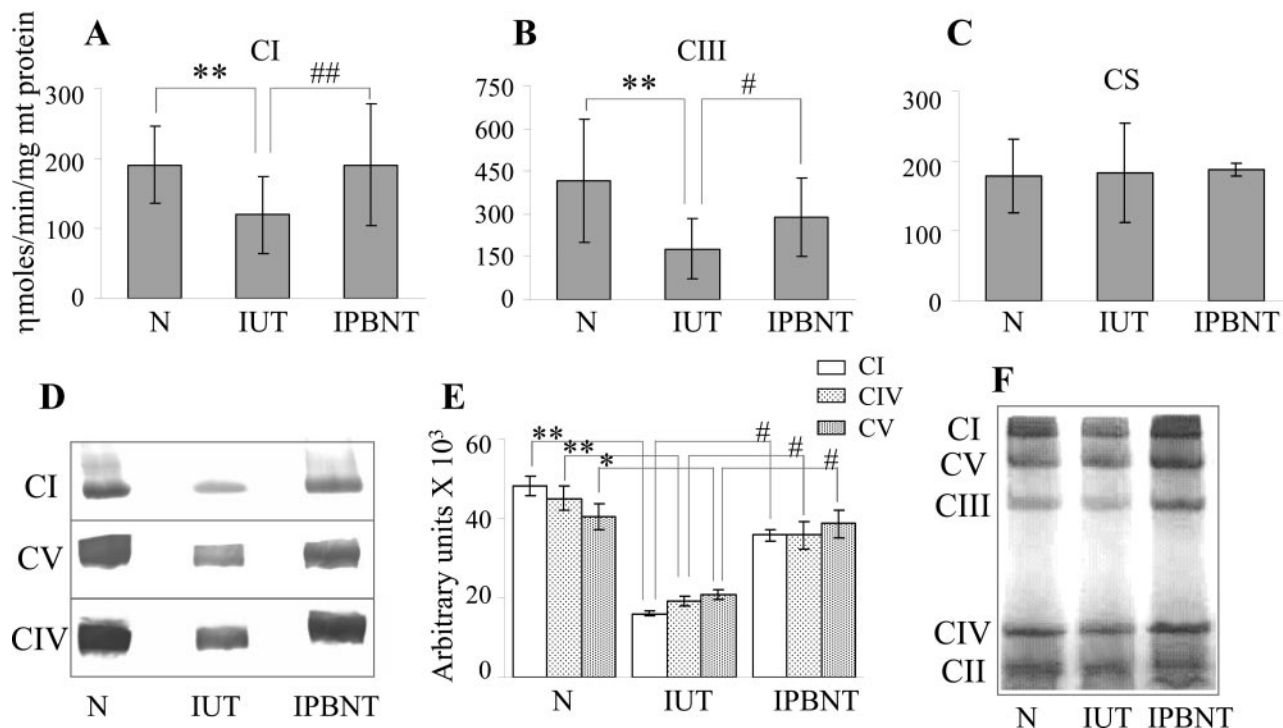 A
CI
ηmoles/min/mg mt protein
300
200
100
0
** ##
N IUT IPBNT
B
CIII
750
600
450
300
150
0
** #
N IUT IPBNT
C
CS
300
200
100
0
N IUT IPBNT
D
CI
CV
CIV
N IUT IPBNT
E
CI
CIV
CV
Arbitrary units X 10³
60
40
20
0
** #
** #
* #
N IUT IPBNT
F
CI
CV
CIII
CIV
CII
N IUT IPBNT